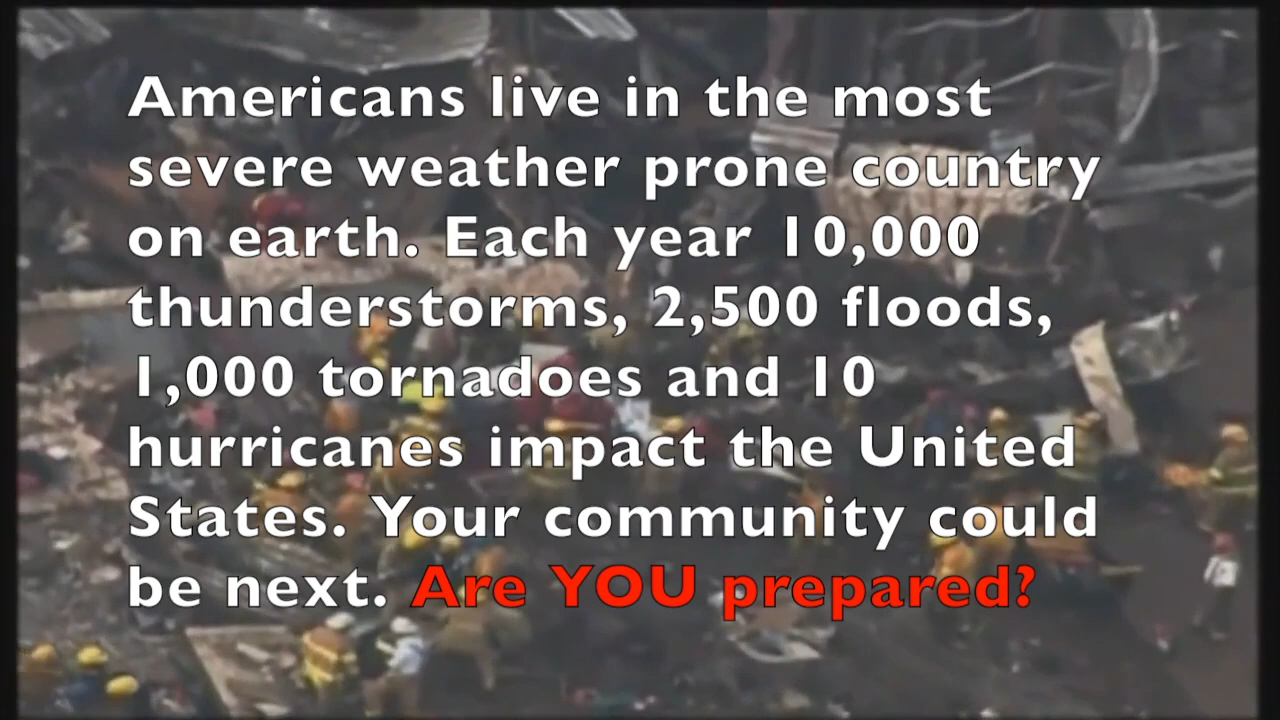 Americans live in the most
severe weather prone country
on earth. Each year 10,000
thunderstorms, 2,500 floods,
1,000 tornadoes and 10
hurricanes impact the United
States. Your community could
be next. Are YOU prepared?